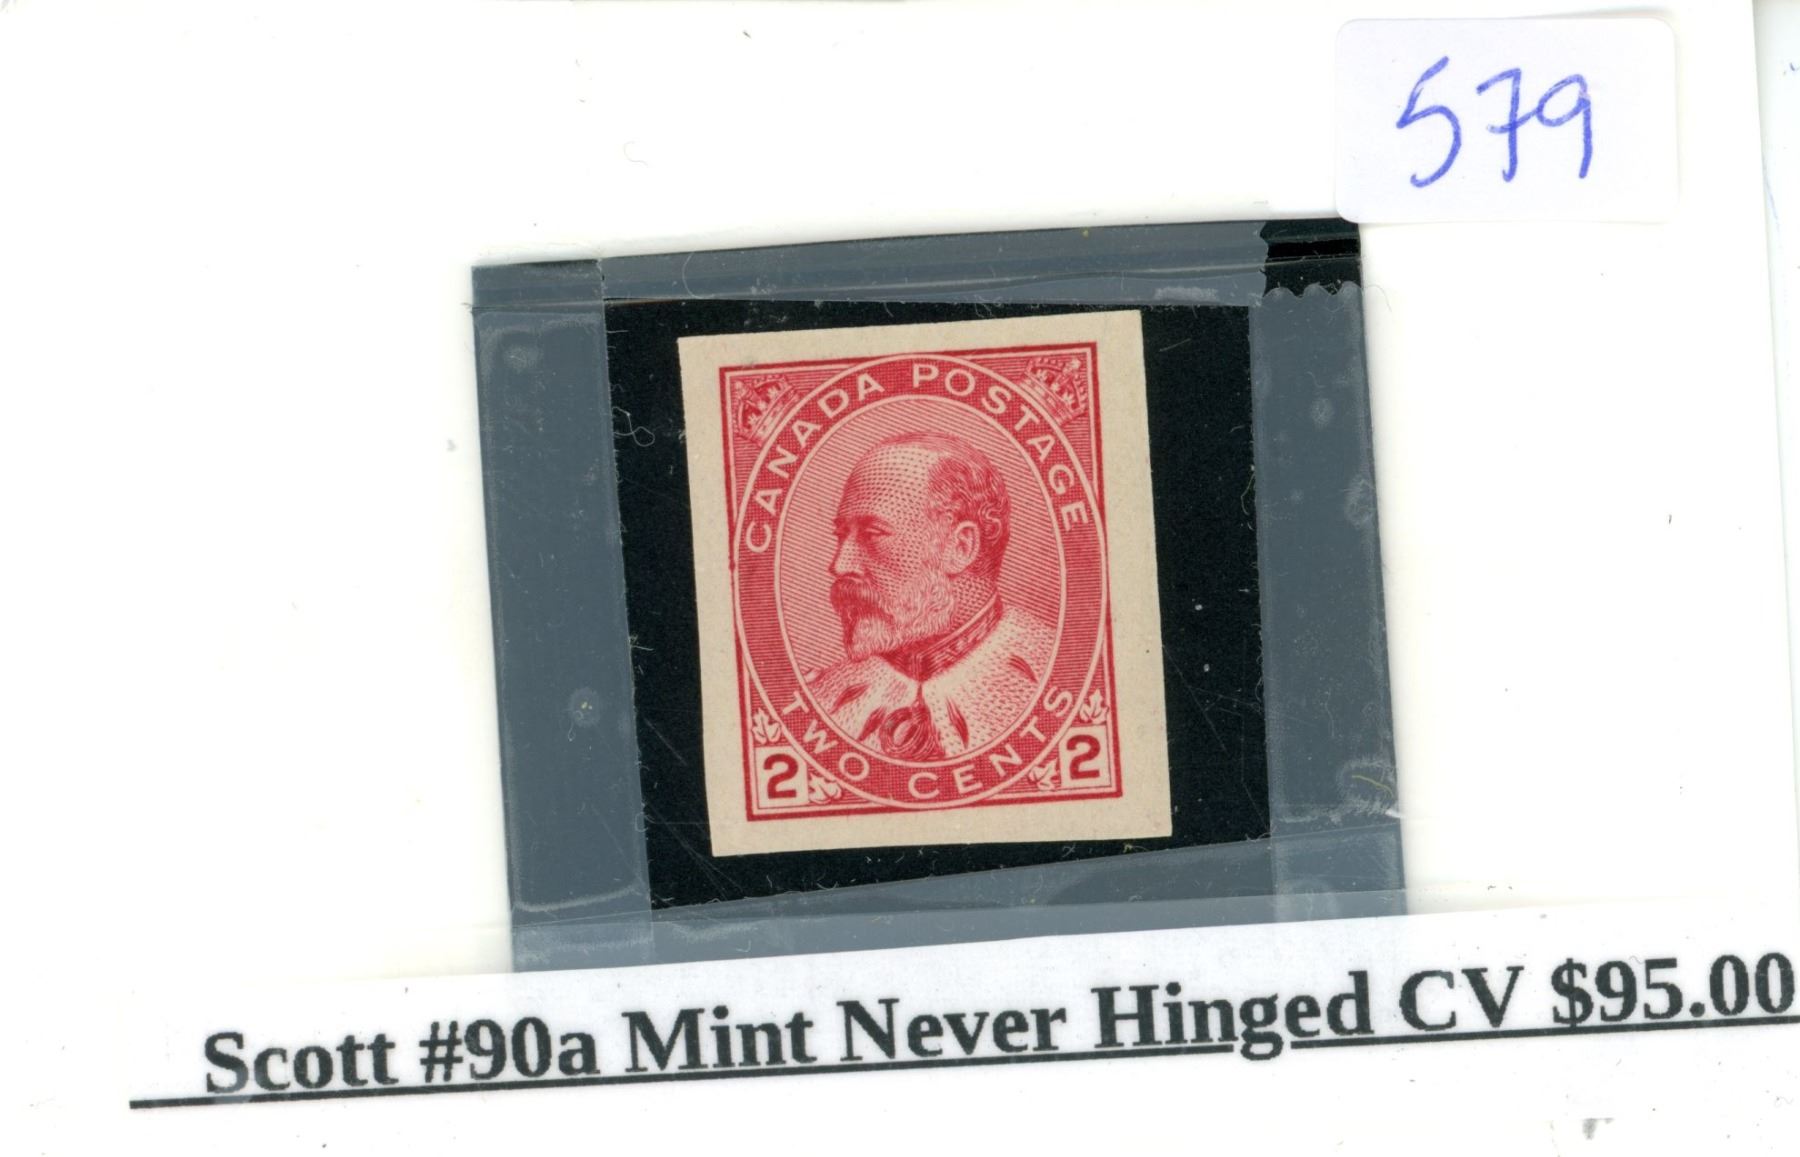 579
CANADA POSTAGE
TWO CENTS
2 2
Scott #90a Mint Never Hinged CV $95.00